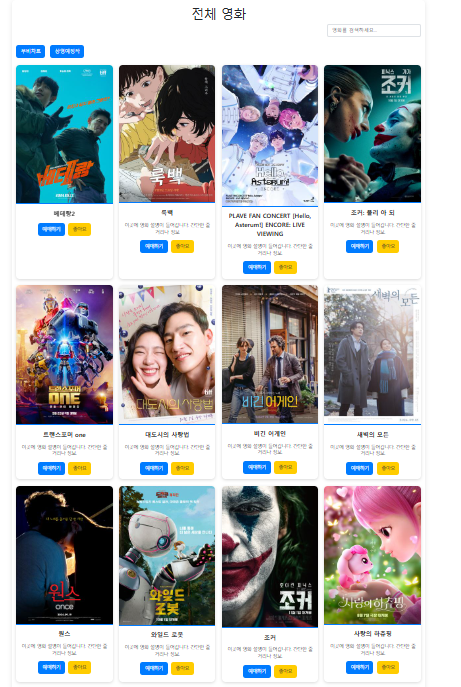 전체 영화
영화를 검색하세요..
무비차트
상영예정작
베테랑
베테랑2
예매하기
좋아요
룩백
룩백
이곳에 영화 설명이 들어갑니다. 간단한 줄
거리나 정보.
예매하기
좋아요
Hello,
Asterum!
ENCORE
PLAVE FAN CONCERT [Hello,
Asterum!] ENCORE: LIVE
VIEWING
예매하기
좋아요
피닉스 가가
조커
조커: 폴리 아 되
이곳에 영화 설명이 들어갑니다. 간단한 줄
거리나 정보.
예매하기
좋아요
트랜스포머
ONE
트랜스포머 one
이곳에 영화 설명이 들어갑니다. 간단한 줄
거리나 정보.
예매하기
좋아요
대도시의 사랑법
대도시의 사랑법
이곳에 영화 설명이 들어갑니다. 간단한 줄
거리나 정보.
예매하기
좋아요
비긴 어게인
비긴 어게인
이곳에 영화 설명이 들어갑니다. 간단한 줄
거리나 정보.
예매하기
좋아요
새벽의
모든
새벽의 모든
이곳에 영화 설명이 들어갑니다. 간단한 줄
거리나 정보.
예매하기
좋아요
원스
once
원스
이곳에 영화 설명이 들어갑니다. 간단한 줄
거리나 정보.
예매하기
좋아요
와일드
로봇
와일드 로봇
이곳에 영화 설명이 들어갑니다. 간단한 줄
거리나 정보.
예매하기
좋아요
호아킨 피닉스
조커
조커
이곳에 영화 설명이 들어갑니다. 간단한 줄
거리나 정보.
예매하기
좋아요
사랑의 하츄핑
사랑의 하츄핑
이곳에 영화 설명이 들어갑니다. 간단한 줄
거리나 정보.
예매하기
좋아요